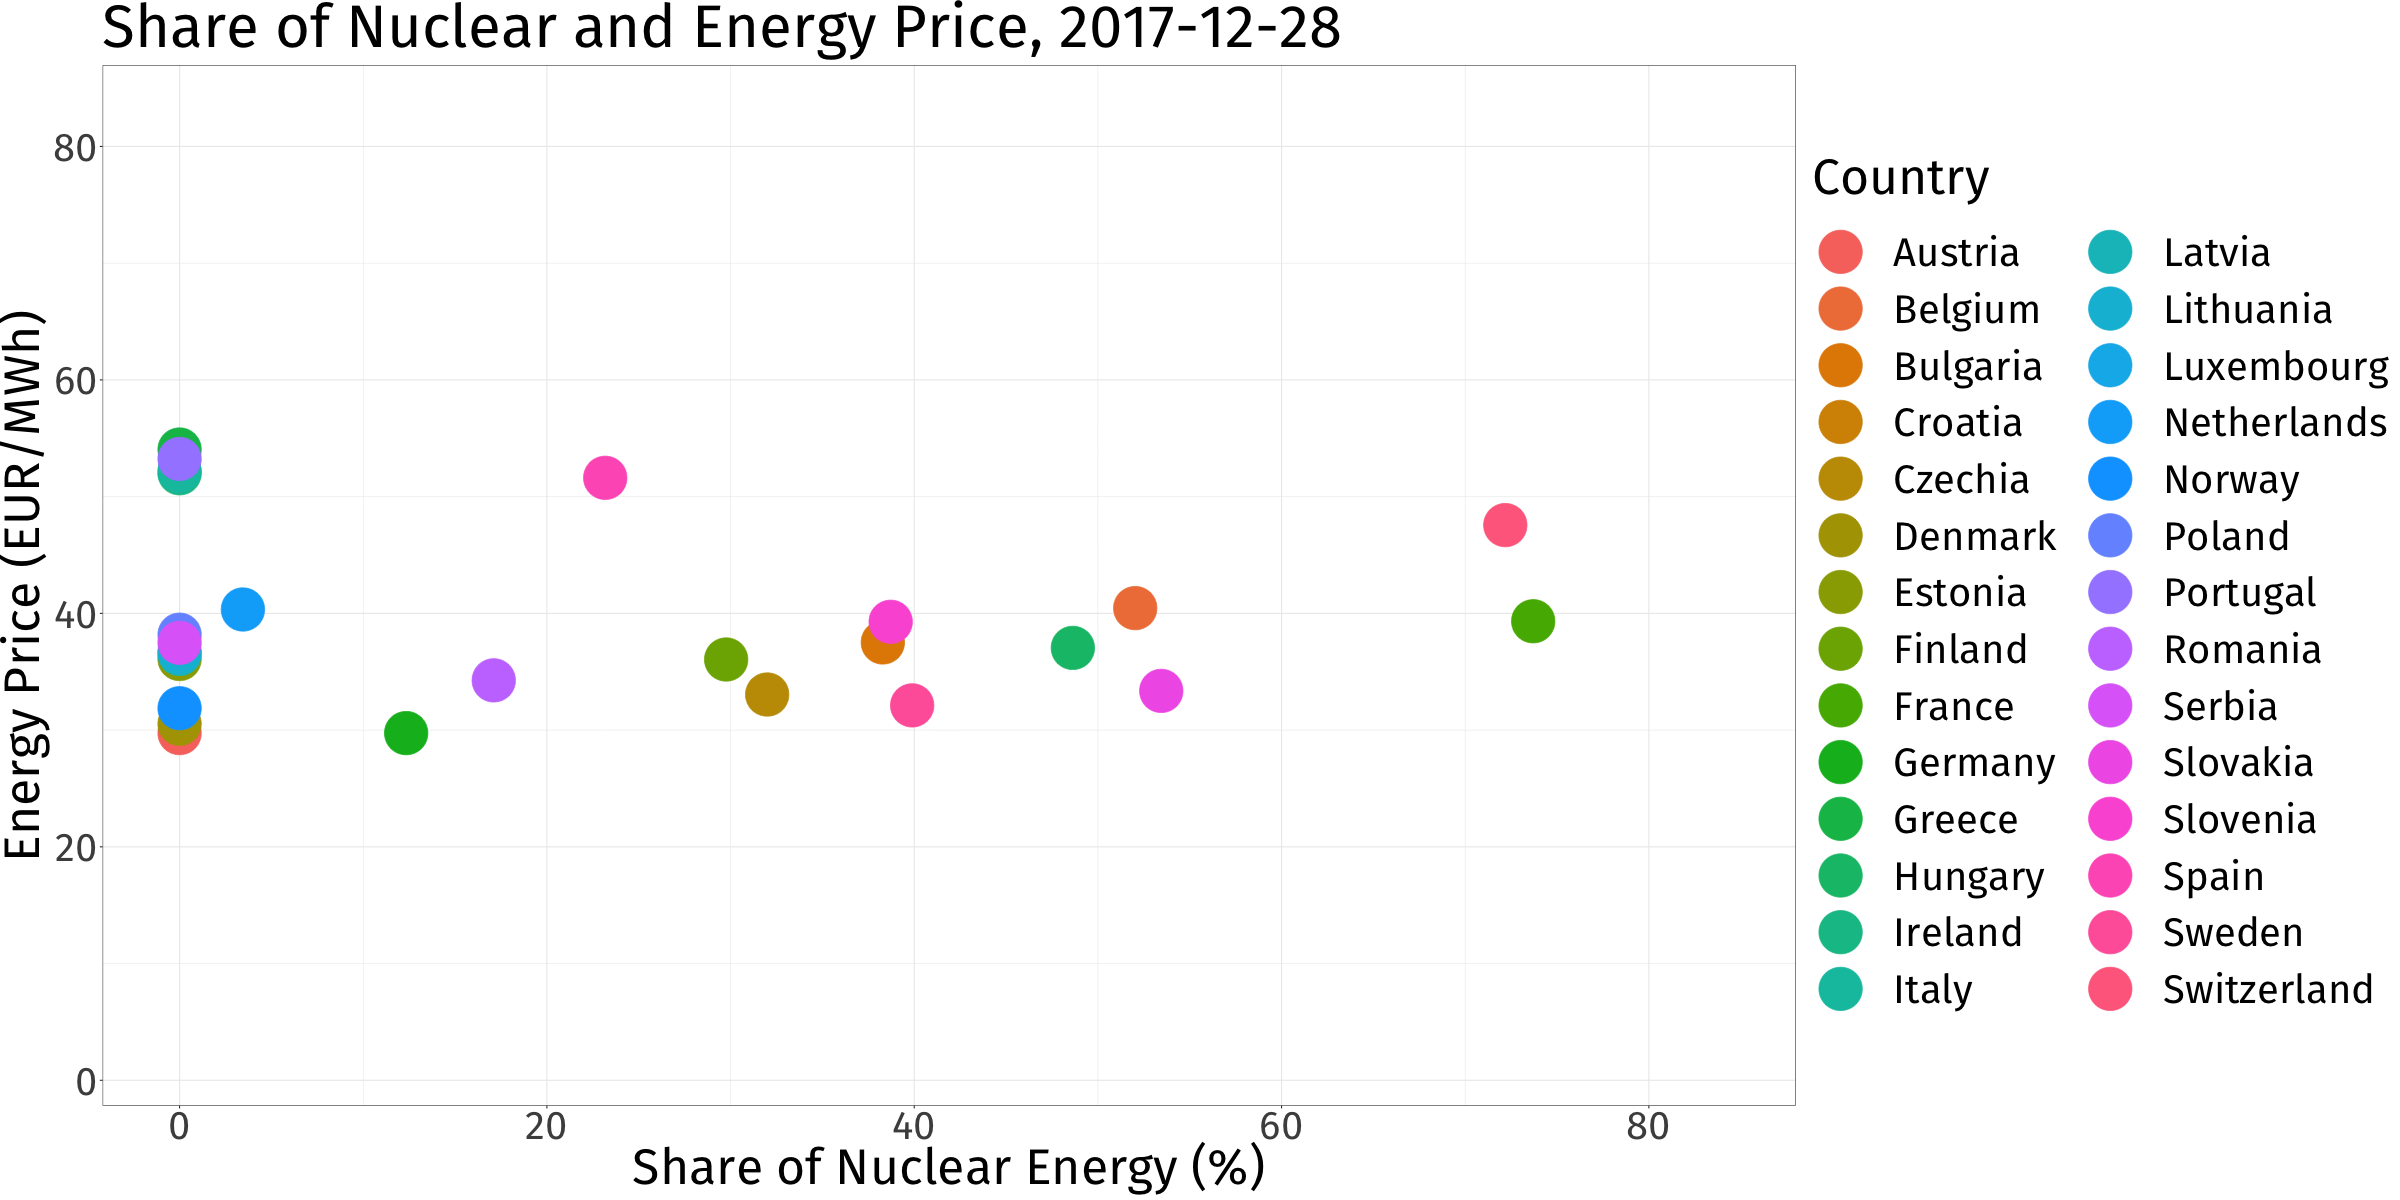 Share of Nuclear and Energy Price, 2017-12-28
Energy Price (EUR/MWh)
80
60
40
20
0
0 20 40 60 80
Share of Nuclear Energy (%)
Country
Austria
Belgium
Bulgaria
Croatia
Czechia
Denmark
Estonia
Finland
France
Germany
Greece
Hungary
Ireland
Italy
Latvia
Lithuania
Luxembourg
Netherlands
Norway
Poland
Portugal
Romania
Serbia
Slovakia
Slovenia
Spain
Sweden
Switzerland